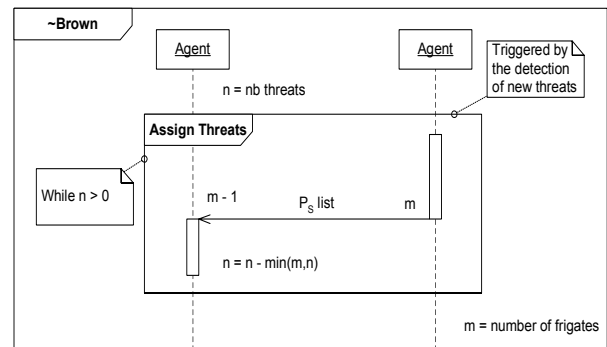 ~Brown
Agent
Agent
Triggered by
the detection
of new threats
n = nb threats
Assign Threats
While n > 0
m - 1
Pₛ list
m
n = n - min(m,n)
m = number of frigates